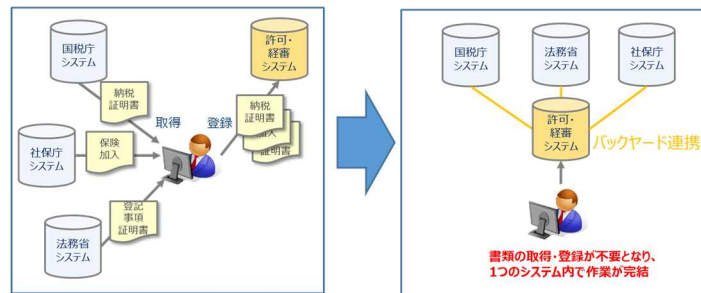 国税庁
システム
納税
証明書
社保庁
システム
保険
加入
法務省
システム
登記
事項
証明書
取得
登録
許可・
経審
システム
納税
証明書
加入
証明書
国税庁
システム
法務省
システム
社保庁
システム
許可・
経審
システム
バックヤード連携
書類の取得・登録が不要となり、
1つのシステム内で作業が完結